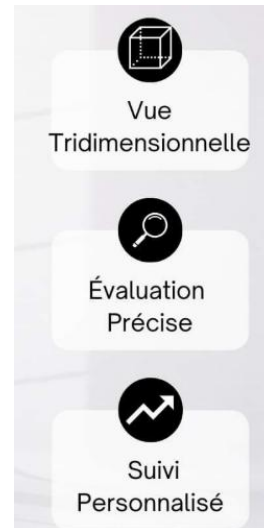 Vue
Tridimensionnelle
Évaluation
Précise
Suivi
Personnalisé